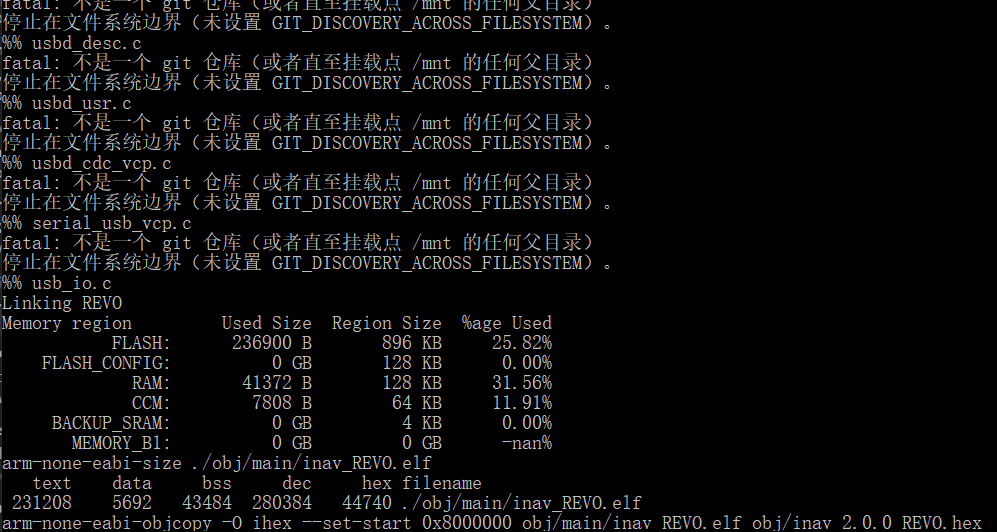 fatal: 不是一个 git 仓库（或者直至挂载点 /mnt 的任何父目录）
停止在文件系统边界（未设置 GIT_DISCOVERY_ACROSS_FILESYSTEM）。
%% usbd_desc.c
fatal: 不是一个 git 仓库（或者直至挂载点 /mnt 的任何父目录）
停止在文件系统边界（未设置 GIT_DISCOVERY_ACROSS_FILESYSTEM）。
%% usbd_usr.c
fatal: 不是一个 git 仓库（或者直至挂载点 /mnt 的任何父目录）
停止在文件系统边界（未设置 GIT_DISCOVERY_ACROSS_FILESYSTEM）。
%% usbd_cdc_vcp.c
fatal: 不是一个 git 仓库（或者直至挂载点 /mnt 的任何父目录）
停止在文件系统边界（未设置 GIT_DISCOVERY_ACROSS_FILESYSTEM）。
%% serial_usb_vcp.c
fatal: 不是一个 git 仓库（或者直至挂载点 /mnt 的任何父目录）
停止在文件系统边界（未设置 GIT_DISCOVERY_ACROSS_FILESYSTEM）。
%% usb_io.c
Linking REVO
Memory region         Used Size  Region Size  %age Used
           FLASH:      236900 B       896 KB     25.82%
    FLASH_CONFIG:          0 GB       128 KB      0.00%
             RAM:       41372 B       128 KB     31.56%
             CCM:        7808 B        64 KB     11.91%
     BACKUP_SRAM:          0 GB         4 KB      0.00%
       MEMORY_B1:          0 GB         0 GB      -nan%
arm-none-eabi-size ./obj/main/inav_REVO.elf
   text    data     bss     dec     hex filename
 231208    5692   43484  280384   44740 ./obj/main/inav_REVO.elf
arm-none-eabi-objcopy -O ihex --set-start 0x8000000 obj/main/inav_REVO.elf obj/inav_2.0.0_REVO.hex